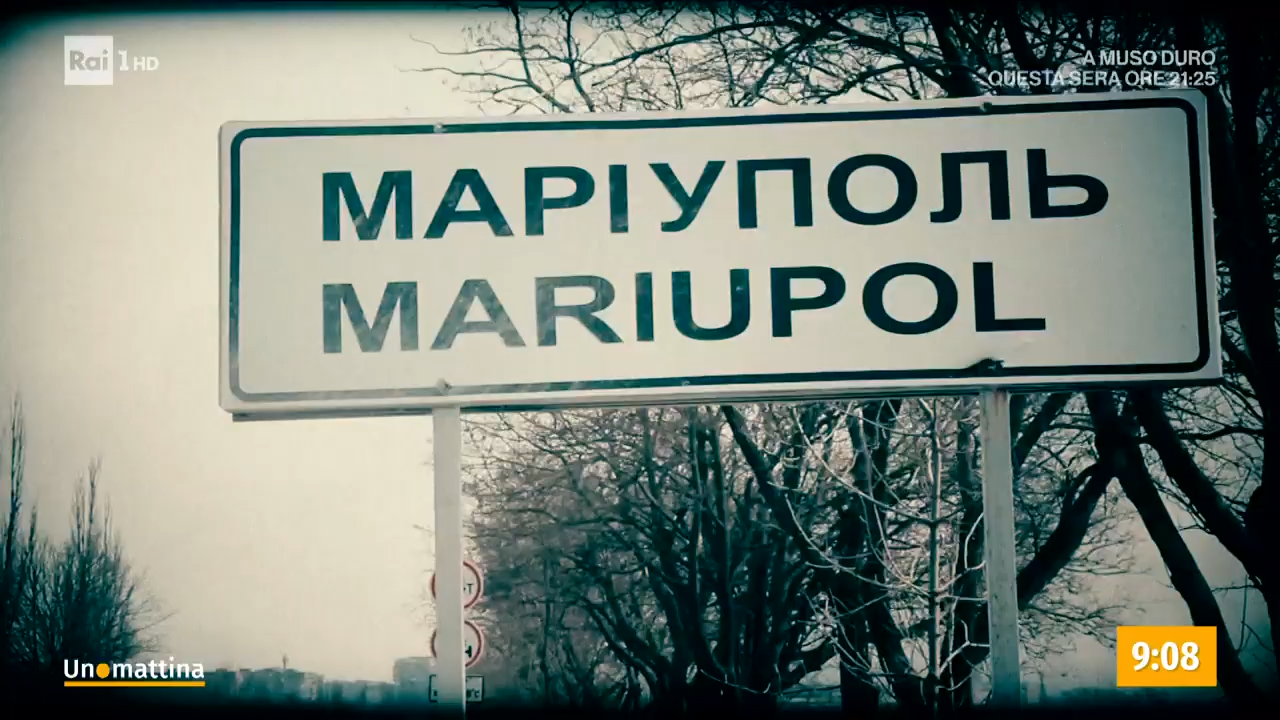 Rai 1 HD
A MUSO DURO
QUESTA SERA ORE 21:25
МАРІУПОЛЬ
MARIUPOL
Unomattina
9:08